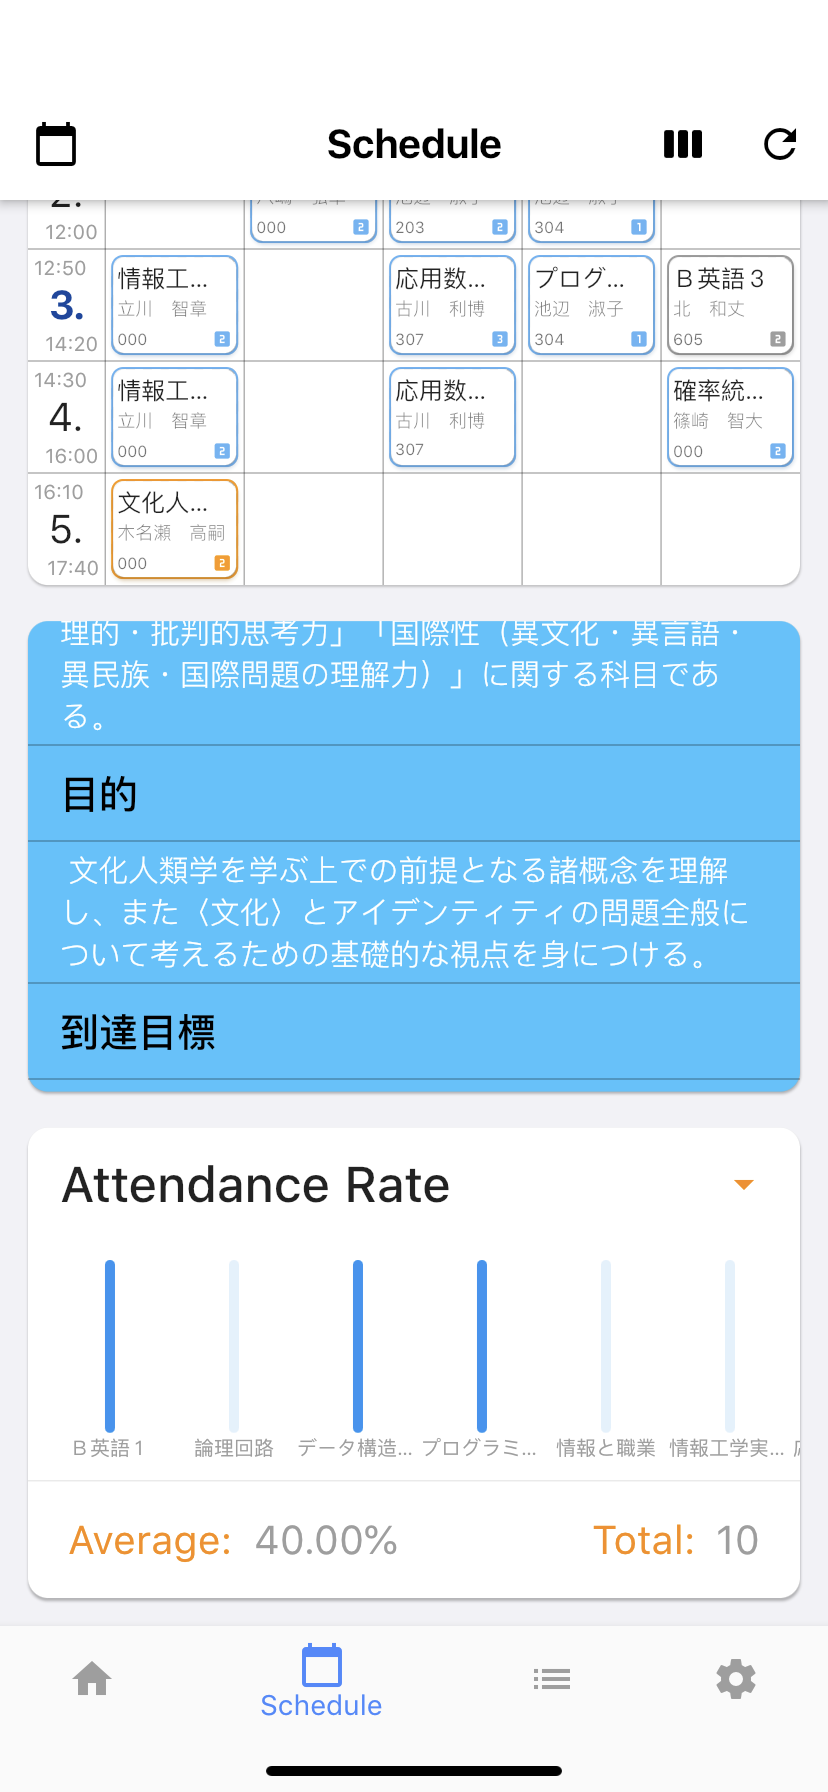 Schedule
2.
12:00
000 2
203 2
304 1
12:50
3.
14:20
情報工...
立川 智章
000 2
応用数...
古川 利博
307 3
プログ...
池辺 淑子
304 1
B英語3
北 和丈
605 2
14:30
4.
16:00
情報工...
立川 智章
000 2
応用数...
古川 利博
307
確率統...
篠崎 智大
000 2
16:10
5.
17:40
文化人...
木名瀬 高嗣
000 2
理的・批判的思考力」「国際性（異文化・異言語・
異民族・国際問題の理解力）」に関する科目であ
る。
目的
文化人類学を学ぶ上での前提となる諸概念を理解
し、また〈文化〉とアイデンティティの問題全般に
ついて考えるための基礎的な視点を身につける。
到達目標
Attendance Rate
B英語1
論理回路
データ構造...
プログラミ...
情報と職業
情報工学実...
Average: 40.00%
Total: 10
Schedule